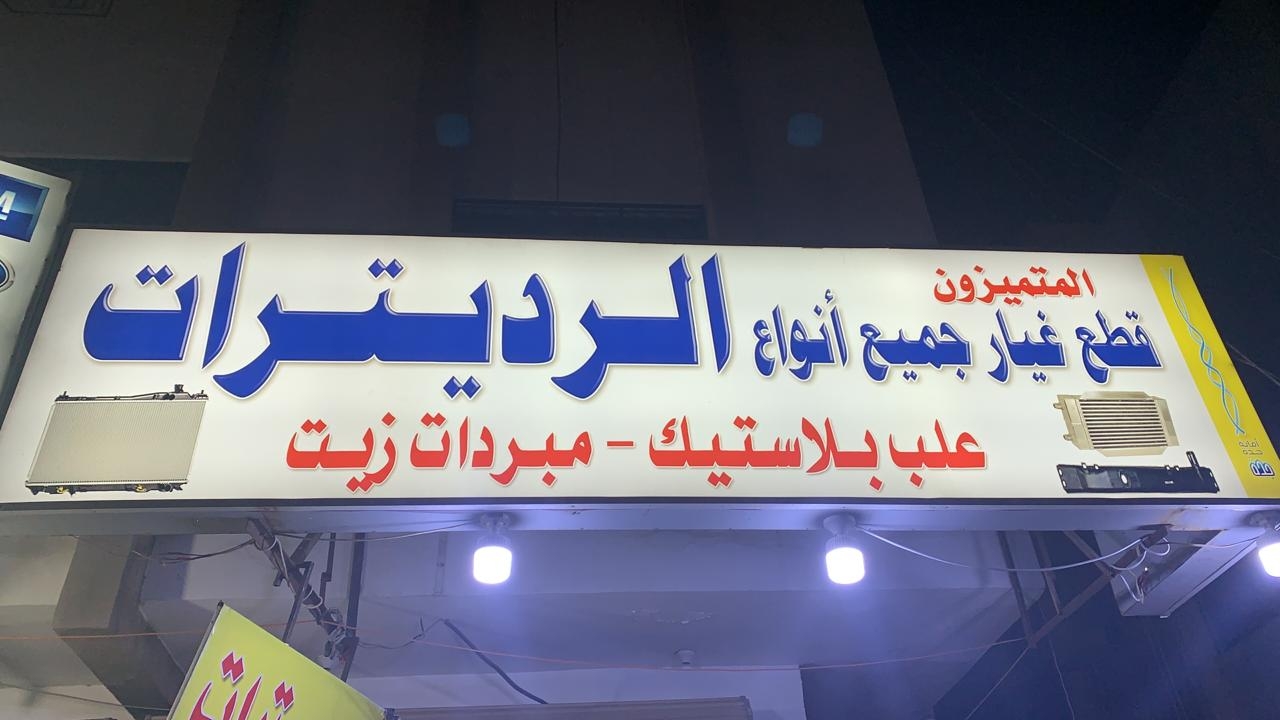 المتميزون
قطع غيار جميع أنواع الرديترات
علب بلاستيك - مبردات زيت